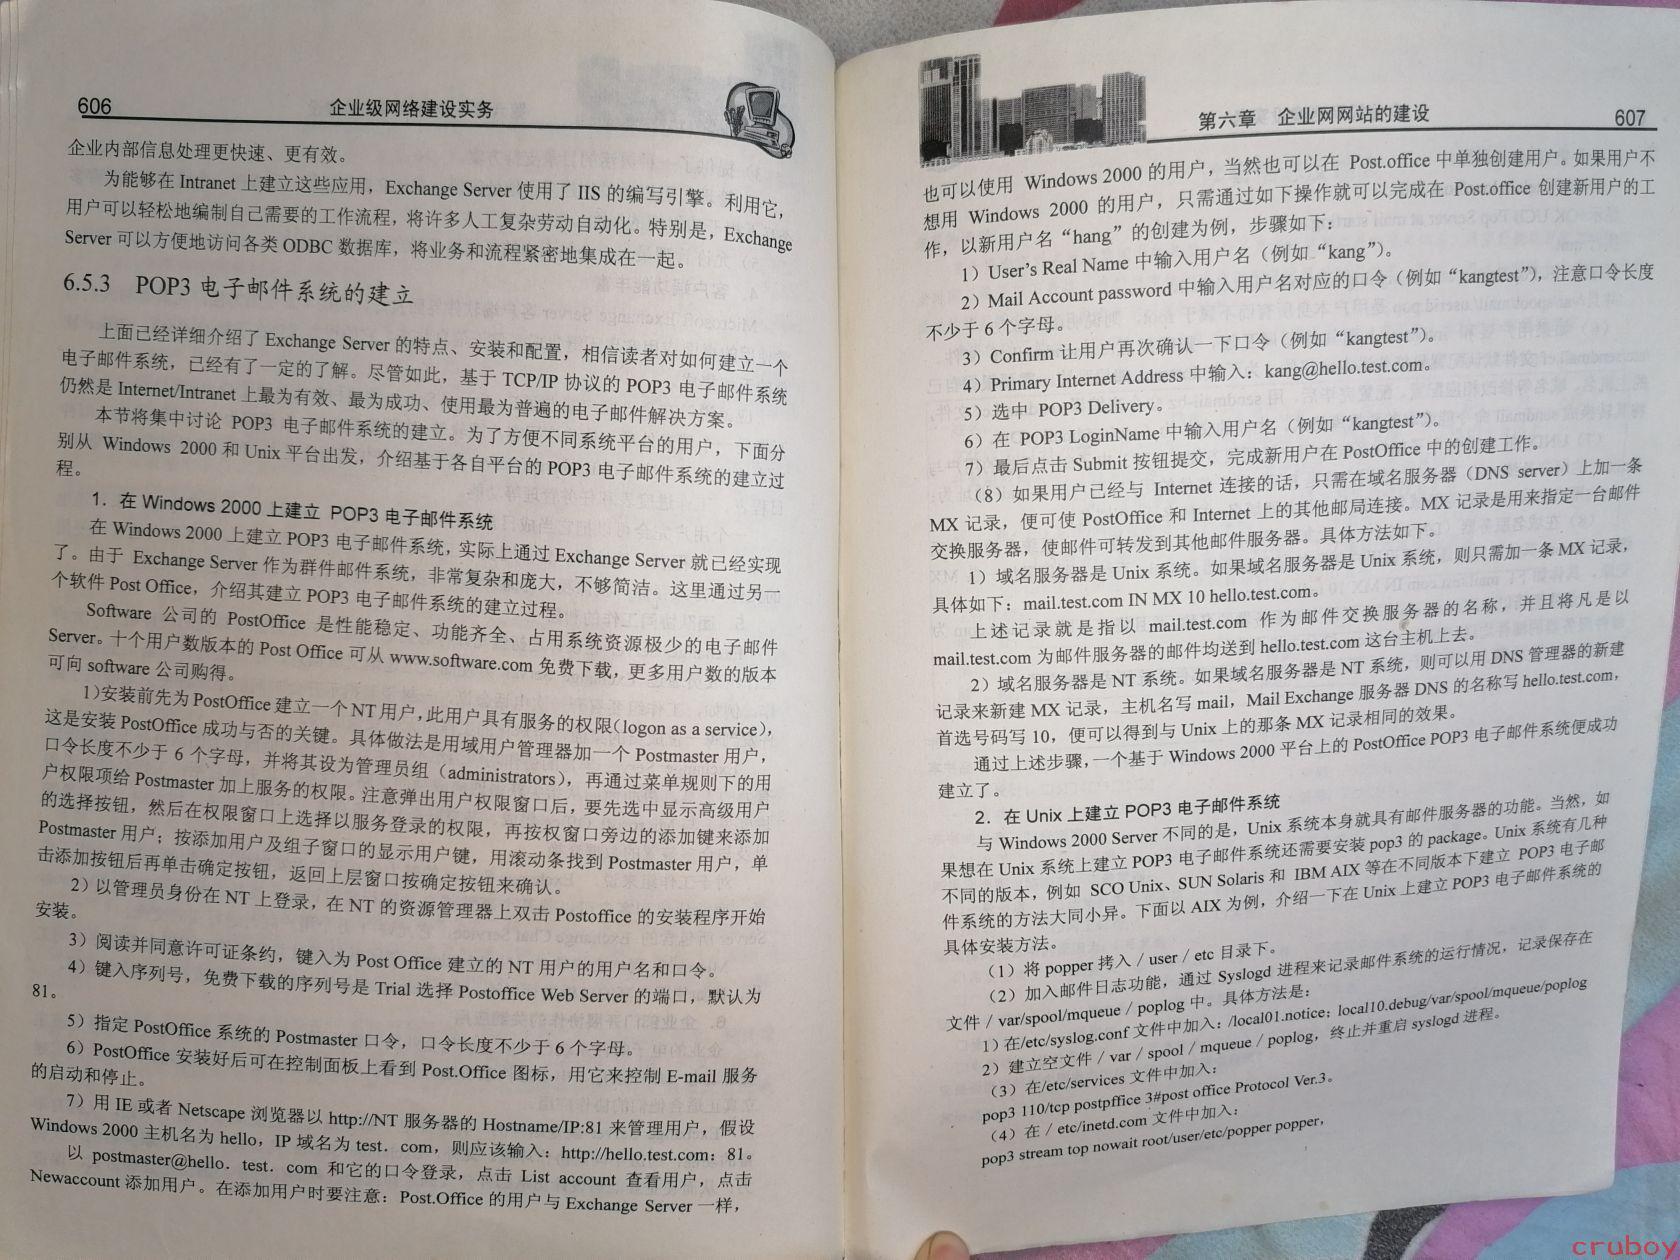 606 企业级网络建设实务
企业内部信息处理更快速、更有效。
为能够在 Intranet 上建立这些应用，Exchange Server 使用了 IIS 的编写引擎。利用它，
用户可以轻松地编制自己需要的工作流程，将许多人工复杂劳动自动化。特别是，Exchange
Server 可以方便地访问各类 ODBC 数据库，将业务和流程紧密地集成在一起。
6.5.3 POP3 电子邮件系统的建立
上面已经详细介绍了 Exchange Server 的特点、安装和配置，相信读者对如何建立一个
电子邮件系统，已经有了一定的了解。尽管如此，基于 TCP/IP 协议的 POP3 电子邮件系统
仍然是 Internet/Intranet 上最为有效、最为成功、使用最为普遍的电子邮件解决方案。
本节将集中讨论 POP3 电子邮件系统的建立。为了方便不同系统平台的用户，下面分
别从 Windows 2000 和 Unix 平台出发，介绍基于各自平台的 POP3 电子邮件系统的建立过
程。
1．在 Windows 2000 上建立 POP3 电子邮件系统
在 Windows 2000 上建立 POP3 电子邮件系统，实际上通过 Exchange Server 就已经实现
了。由于 Exchange Server 作为群件邮件系统，非常复杂和庞大，不够简洁。这里通过另一
个软件 Post Office，介绍其建立 POP3 电子邮件系统的建立过程。
Software 公司的 PostOffice 是性能稳定、功能齐全、占用系统资源极少的电子邮件
Server。十个用户数版本的 Post Office 可从 www.software.com 免费下载，更多用户数的版本
可向 software 公司购得。
1)安装前先为 PostOffice 建立一个 NT 用户，此用户具有服务的权限(logon as a service)，
这是安装 PostOffice 成功与否的关键。具体做法是用域用户管理器加一个 Postmaster 用户，
口令长度不少于 6 个字母，并将其设为管理员组（administrators），再通过菜单规则下的用
户权限项给 Postmaster 加上服务的权限。注意弹出用户权限窗口后，要先选中显示高级用户
的选择按钮，然后在权限窗口上选择以服务登录的权限，再按权窗口旁边的添加键来添加
Postmaster 用户；按添加用户及组子窗口的显示用户键，用滚动条找到 Postmaster 用户，单
击添加按钮后再单击确定按钮，返回上层窗口按确定按钮来确认。
2）以管理员身份在 NT 上登录，在 NT 的资源管理器上双击 Postoffice 的安装程序开始
安装。
3）阅读并同意许可证条约，键入为 Post Office 建立的 NT 用户的用户名和口令。
4）键入序列号，免费下载的序列号是 Trial 选择 Postoffice Web Server 的端口，默认为
81。
5）指定 PostOffice 系统的 Postmaster 口令，口令长度不少于 6 个字母。
6）PostOffice 安装好后可在控制面板上看到 Post.Office 图标，用它来控制 E-mail 服务
的启动和停止。
7）用 IE 或者 Netscape 浏览器以 http://NT 服务器的 Hostname/IP:81 来管理用户，假设
Windows 2000 主机名为 hello，IP 域名为 test．com，则应该输入：http://hello.test.com：81。
以 postmaster@hello．test．com 和它的口令登录，点击 List account 查看用户，点击
Newaccount 添加用户。在添加用户时要注意：Post.Office 的用户与 Exchange Server 一样，
第六章 企业网网站的建设 607
也可以使用 Windows 2000 的用户，当然也可以在 Post.office 中单独创建用户。如果用户不
想用 Windows 2000 的用户，只需通过如下操作就可以完成在 Post.office 创建新用户的工
作，以新用户名“hang”的创建为例，步骤如下：
1）User’s Real Name 中输入用户名（例如“kang”）。
2）Mail Account password 中输入用户名对应的口令（例如“kangtest”），注意口令长度
不少于 6 个字母。
3）Confirm 让用户再次确认一下口令（例如“kangtest”）。
4）Primary Internet Address 中输入：kang@hello.test.com。
5）选中 POP3 Delivery。
6）在 POP3 LoginName 中输入用户名（例如“kangtest”）。
7）最后点击 Submit 按钮提交，完成新用户在 PostOffice 中的创建工作。
（8）如果用户已经与 Internet 连接的话，只需在域名服务器（DNS server）上加一条
MX 记录，便可使 PostOffice 和 Internet 上的其他邮局连接。MX 记录是用来指定一台邮件
交换服务器，使邮件可转发到其他邮件服务器。具体方法如下。
1）域名服务器是 Unix 系统。如果域名服务器是 Unix 系统，则只需加一条 MX 记录，
具体如下：mail.test.com IN MX 10 hello.test.com。
上述记录就是指以 mail.test.com 作为邮件交换服务器的名称，并且将凡是以
mail.test.com 为邮件服务器的邮件均送到 hello.test.com 这台主机上去。
2）域名服务器是 NT 系统。如果域名服务器是 NT 系统，则可以用 DNS 管理器的新建
记录来新建 MX 记录，主机名写 mail，Mail Exchange 服务器 DNS 的名称写 hello.test.com，
首选号码写 10，便可以得到与 Unix 上的那条 MX 记录相同的效果。
通过上述步骤，一个基于 Windows 2000 平台上的 PostOffice POP3 电子邮件系统便成功
建立了。
2．在 Unix 上建立 POP3 电子邮件系统
与 Windows 2000 Server 不同的是，Unix 系统本身就具有邮件服务器的功能。当然，如
果想在 Unix 系统上建立 POP3 电子邮件系统还需要安装 pop3 的 package。Unix 系统有几种
不同的版本，例如 SCO Unix、SUN Solaris 和 IBM AIX 等在不同版本下建立 POP3 电子邮
件系统的方法大同小异。下面以 AIX 为例，介绍一下在 Unix 上建立 POP3 电子邮件系统的
具体安装方法。
（1）将 popper 拷入 / user / etc 目录下。
（2）加入邮件日志功能，通过 Syslogd 进程来记录邮件系统的运行情况，记录保存在
文件 / var/spool/mqueue / poplog 中。具体方法是：
1）在/etc/syslog.conf 文件中加入：/local01.notice；local10.debug/var/spool/mqueue/poplog
2）建立空文件 / var / spool / mqueue / poplog，终止并重启 syslogd 进程。
（3）在/etc/services 文件中加入：
pop3 110/tcp postpffice 3#post office Protocol Ver.3。
（4）在 / etc/inetd.com 文件中加入：
pop3 stream top nowait root/user/etc/popper popper，
cruboy